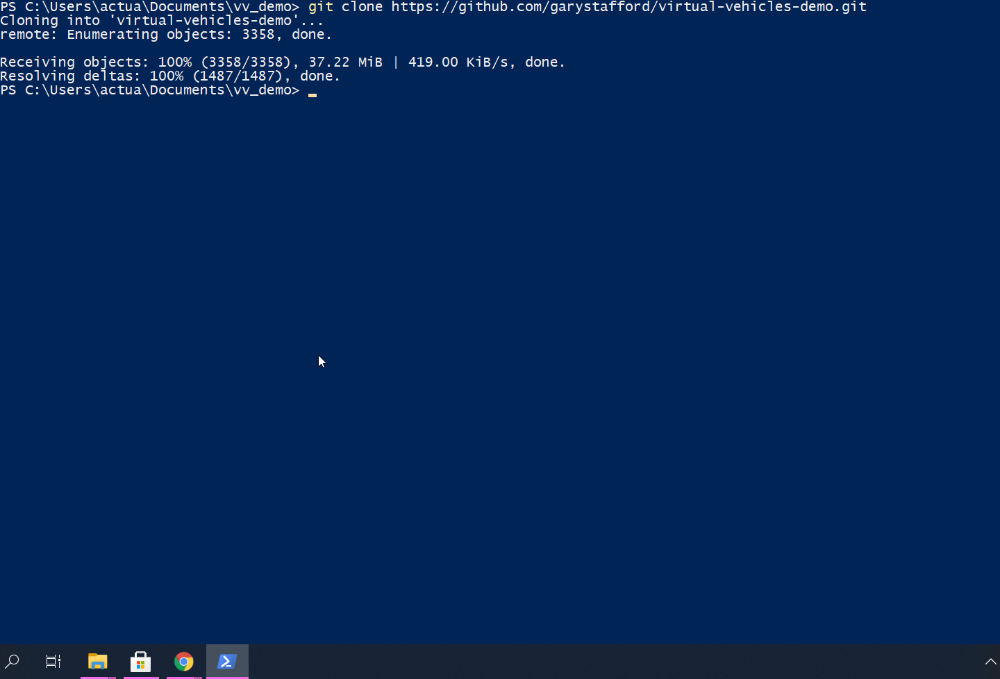 PS C:\Users\actua\Documents\vv_demo> git clone https://github.com/garystafford/virtual-vehicles-demo.git
Cloning into 'virtual-vehicles-demo'...
remote: Enumerating objects: 3358, done.
Receiving objects: 100% (3358/3358), 37.22 MiB | 419.00 KiB/s, done.
Resolving deltas: 100% (1487/1487), done.
PS C:\Users\actua\Documents\vv_demo>